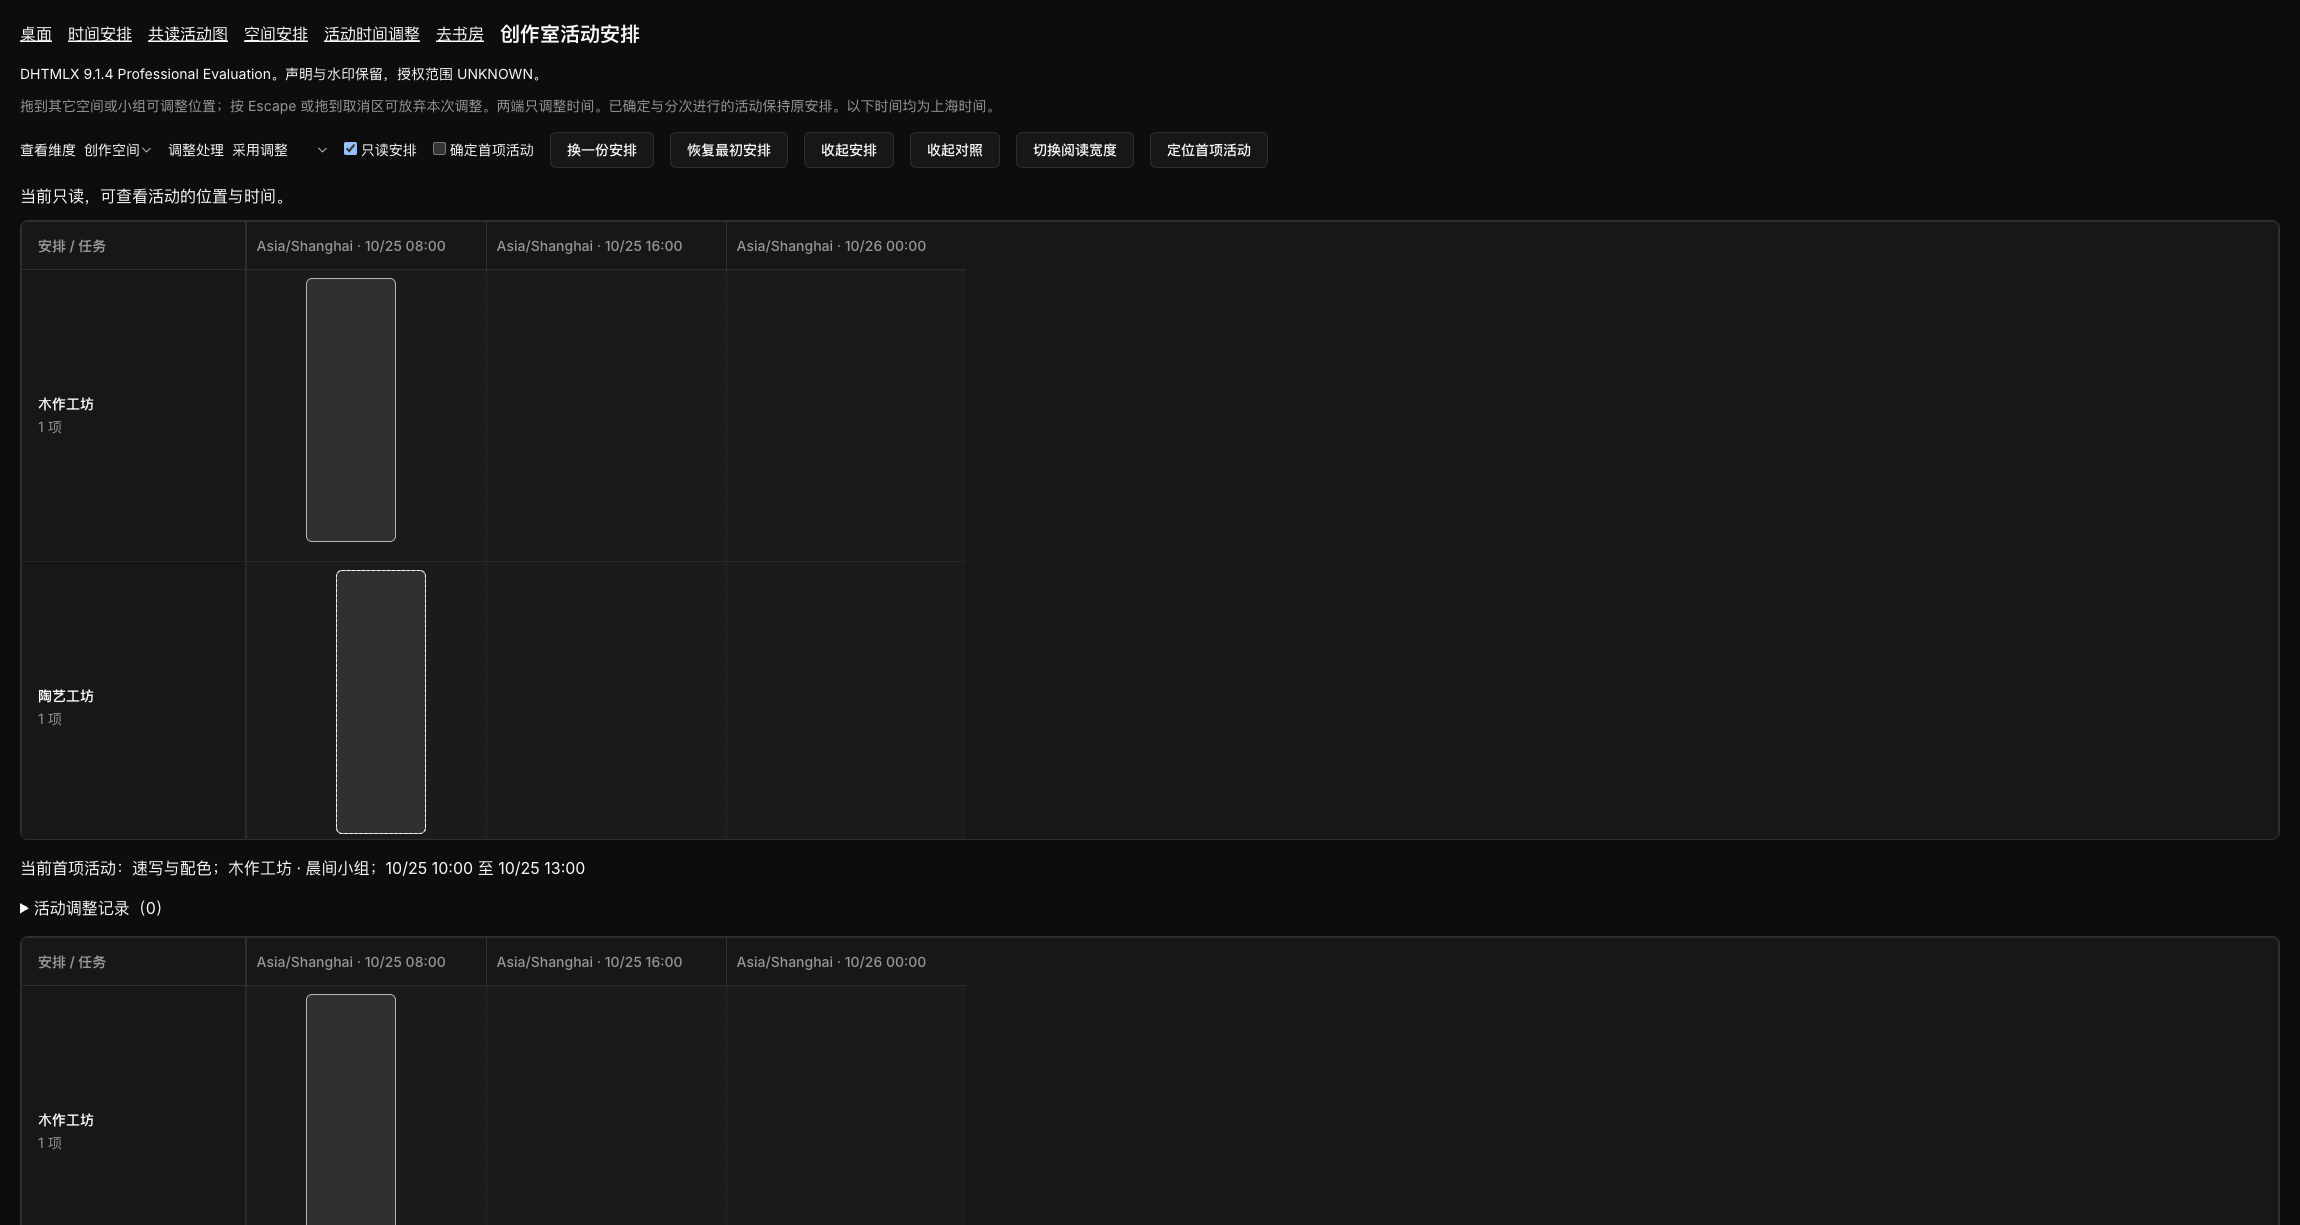 桌面 时间安排 共读活动图 空间安排 活动时间调整 去书房 创作室活动安排
DHTMLX 9.1.4 Professional Evaluation。声明与水印保留，授权范围 UNKNOWN。
拖到其它空间或小组可调整位置；按 Escape 或拖到取消区可放弃本次调整。两端只调整时间。已确定与分次进行的活动保持原安排。以下时间均为上海时间。
查看维度 创作空间 调整处理 采用调整 只读安排 确定首项活动 换一份安排 恢复最初安排 收起安排 收起对照 切换阅读宽度 定位首项活动
当前只读，可查看活动的位置与时间。
安排 / 任务 Asia/Shanghai · 10/25 08:00 Asia/Shanghai · 10/25 16:00 Asia/Shanghai · 10/26 00:00
木作工坊
1 项
陶艺工坊
1 项
当前首项活动：速写与配色；木作工坊 · 晨间小组；10/25 10:00 至 10/25 13:00
活动调整记录（0）
安排 / 任务 Asia/Shanghai · 10/25 08:00 Asia/Shanghai · 10/25 16:00 Asia/Shanghai · 10/26 00:00
木作工坊
1 项